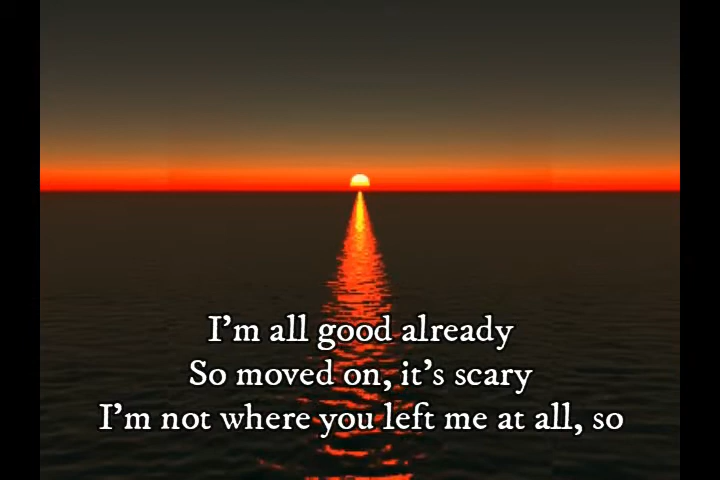 I'm all good already
So moved on, it's scary
I'm not where you left me at all, so